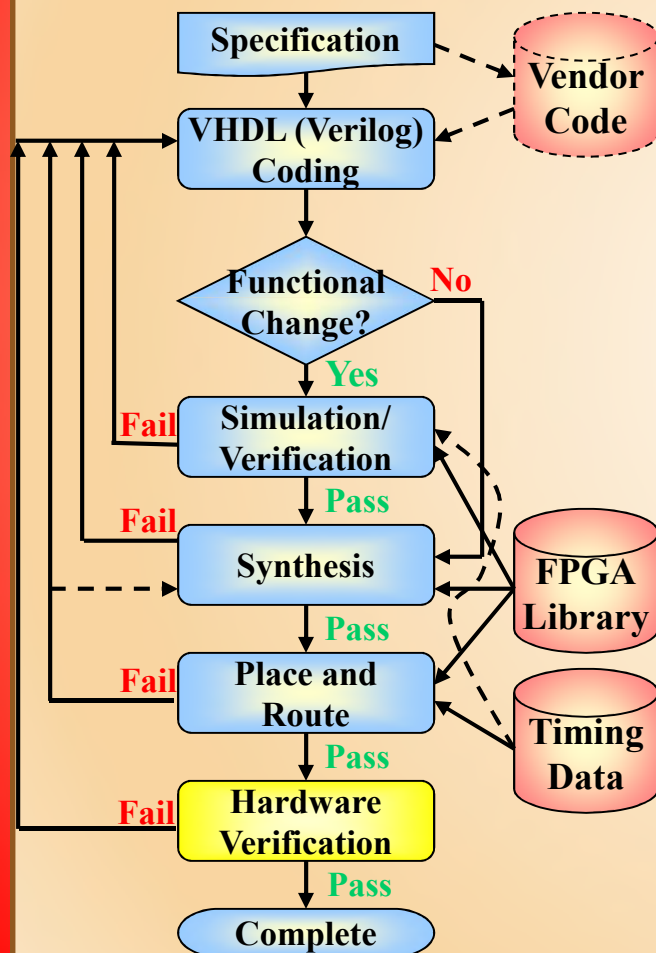 Specification
Vendor
Code
VHDL (Verilog)
Coding
Functional
Change?
No
Yes
Fail
Simulation/
Verification
Pass
Fail
Synthesis
FPGA
Library
Pass
Fail
Place and
Route
Timing
Data
Pass
Fail
Hardware
Verification
Pass
Complete